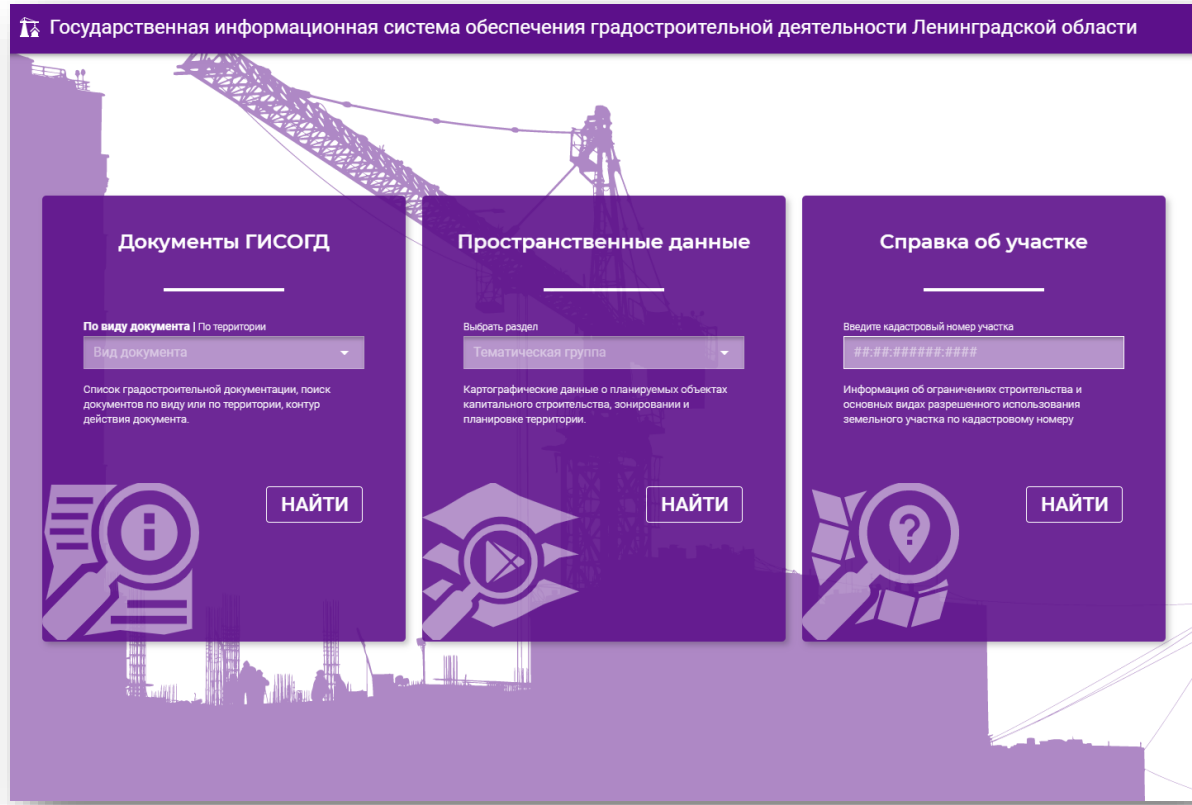 Государственная информационная система обеспечения градостроительной деятельности Ленинградской области
Документы ГИСОГД
По виду документа | По территории
Вид документа
Список градостроительной документации, поиск
документов по виду или по территории, контур
действия документа.
НАЙТИ
Пространственные данные
Выбрать раздел
Тематическая группа
Картографические данные о планируемых объектах
капитального строительства, зонировании и
планировке территории.
НАЙТИ
Справка об участке
Введите кадастровый номер участка
##:##:######:####
Информация об ограничениях строительства и
основных видах разрешенного использования
земельного участка по кадастровому номеру
НАЙТИ